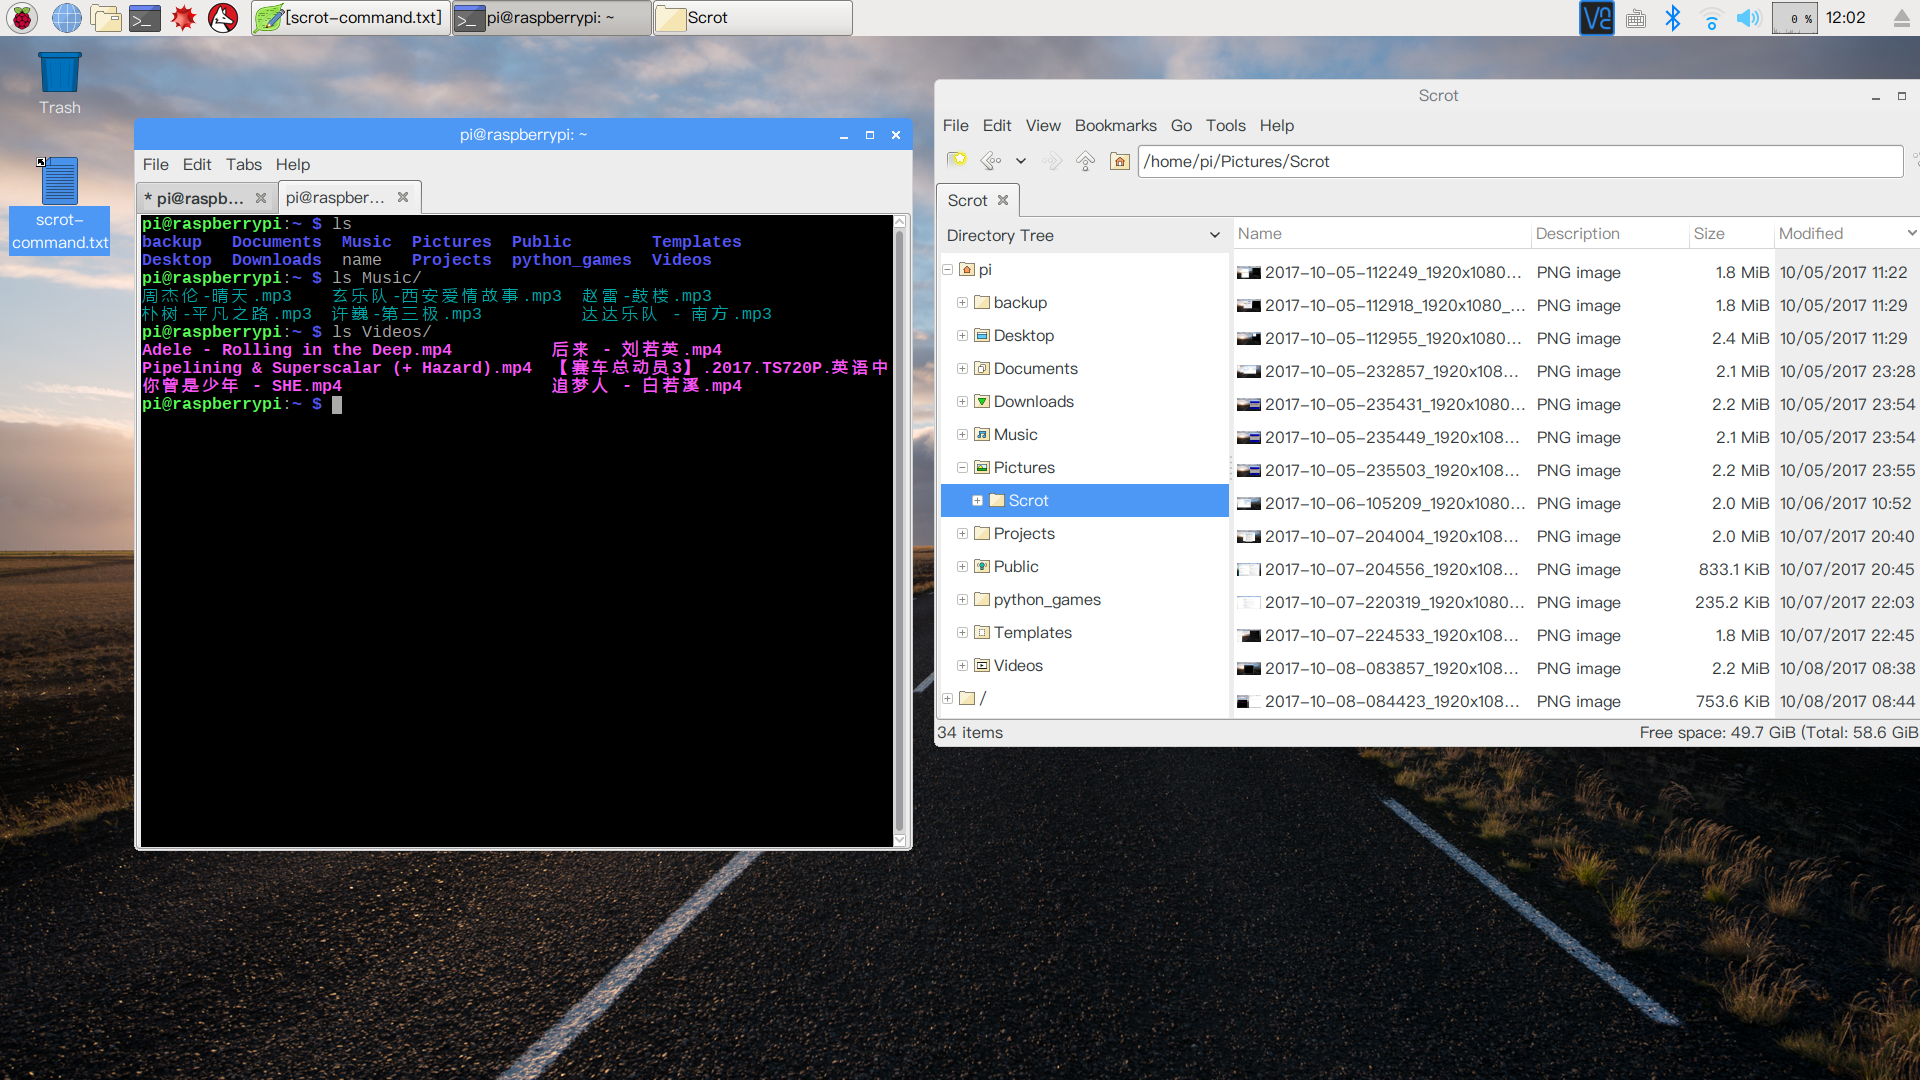 [scrot-command.txt] pi@raspberrypi: ~ Scrot 0 % 12:02
Trash
scrot-
command.txt
pi@raspberrypi: ~
File Edit Tabs Help
* pi@raspb... pi@raspber...
pi@raspberrypi:~ $ ls
backup Documents Music Pictures Public Templates
Desktop Downloads name Projects python_games Videos
pi@raspberrypi:~ $ ls Music/
周杰伦-晴天.mp3 玄乐队-西安爱情故事.mp3 赵雷-鼓楼.mp3
朴树-平凡之路.mp3 许巍-第三极.mp3 达达乐队 - 南方.mp3
pi@raspberrypi:~ $ ls Videos/
Adele - Rolling in the Deep.mp4 后来 - 刘若英.mp4
Pipelining & Superscalar (+ Hazard).mp4 【赛车总动员3】.2017.TS720P.英语中
你曾是少年 - SHE.mp4 追梦人 - 白若溪.mp4
pi@raspberrypi:~ $
Scrot
File Edit View Bookmarks Go Tools Help
/home/pi/Pictures/Scrot
Scrot
Directory Tree
pi
backup
Desktop
Documents
Downloads
Music
Pictures
Scrot
Projects
Public
python_games
Templates
Videos
/
Name Description Size Modified
2017-10-05-112249_1920x1080... PNG image 1.8 MiB 10/05/2017 11:22
2017-10-05-112918_1920x1080_... PNG image 1.8 MiB 10/05/2017 11:29
2017-10-05-112955_1920x1080... PNG image 2.4 MiB 10/05/2017 11:29
2017-10-05-232857_1920x108... PNG image 2.1 MiB 10/05/2017 23:28
2017-10-05-235431_1920x1080... PNG image 2.2 MiB 10/05/2017 23:54
2017-10-05-235449_1920x108... PNG image 2.1 MiB 10/05/2017 23:54
2017-10-05-235503_1920x108... PNG image 2.2 MiB 10/05/2017 23:55
2017-10-06-105209_1920x1080... PNG image 2.0 MiB 10/06/2017 10:52
2017-10-07-204004_1920x108... PNG image 2.0 MiB 10/07/2017 20:40
2017-10-07-204556_1920x108... PNG image 833.1 KiB 10/07/2017 20:45
2017-10-07-220319_1920x1080... PNG image 235.2 KiB 10/07/2017 22:03
2017-10-07-224533_1920x108... PNG image 1.8 MiB 10/07/2017 22:45
2017-10-08-083857_1920x108... PNG image 2.2 MiB 10/08/2017 08:38
2017-10-08-084423_1920x108... PNG image 753.6 KiB 10/08/2017 08:44
34 items Free space: 49.7 GiB (Total: 58.6 GiB